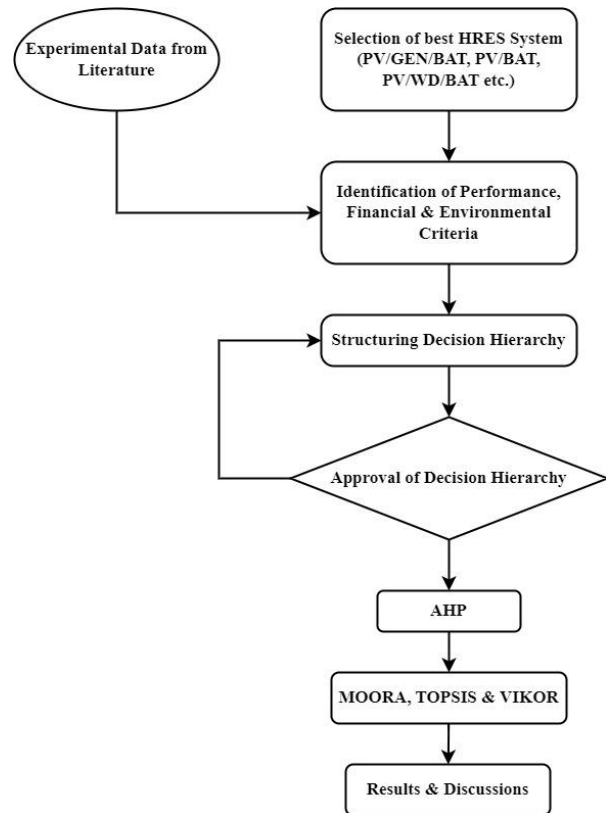 Experimental Data from
Literature
Selection of best HRES System
(PV/GEN/BAT, PV/BAT,
PV/WD/BAT etc.)
Identification of Performance,
Financial & Environmental
Criteria
Structuring Decision Hierarchy
Approval of Decision Hierarchy
AHP
MOORA, TOPSIS & VIKOR
Results & Discussions